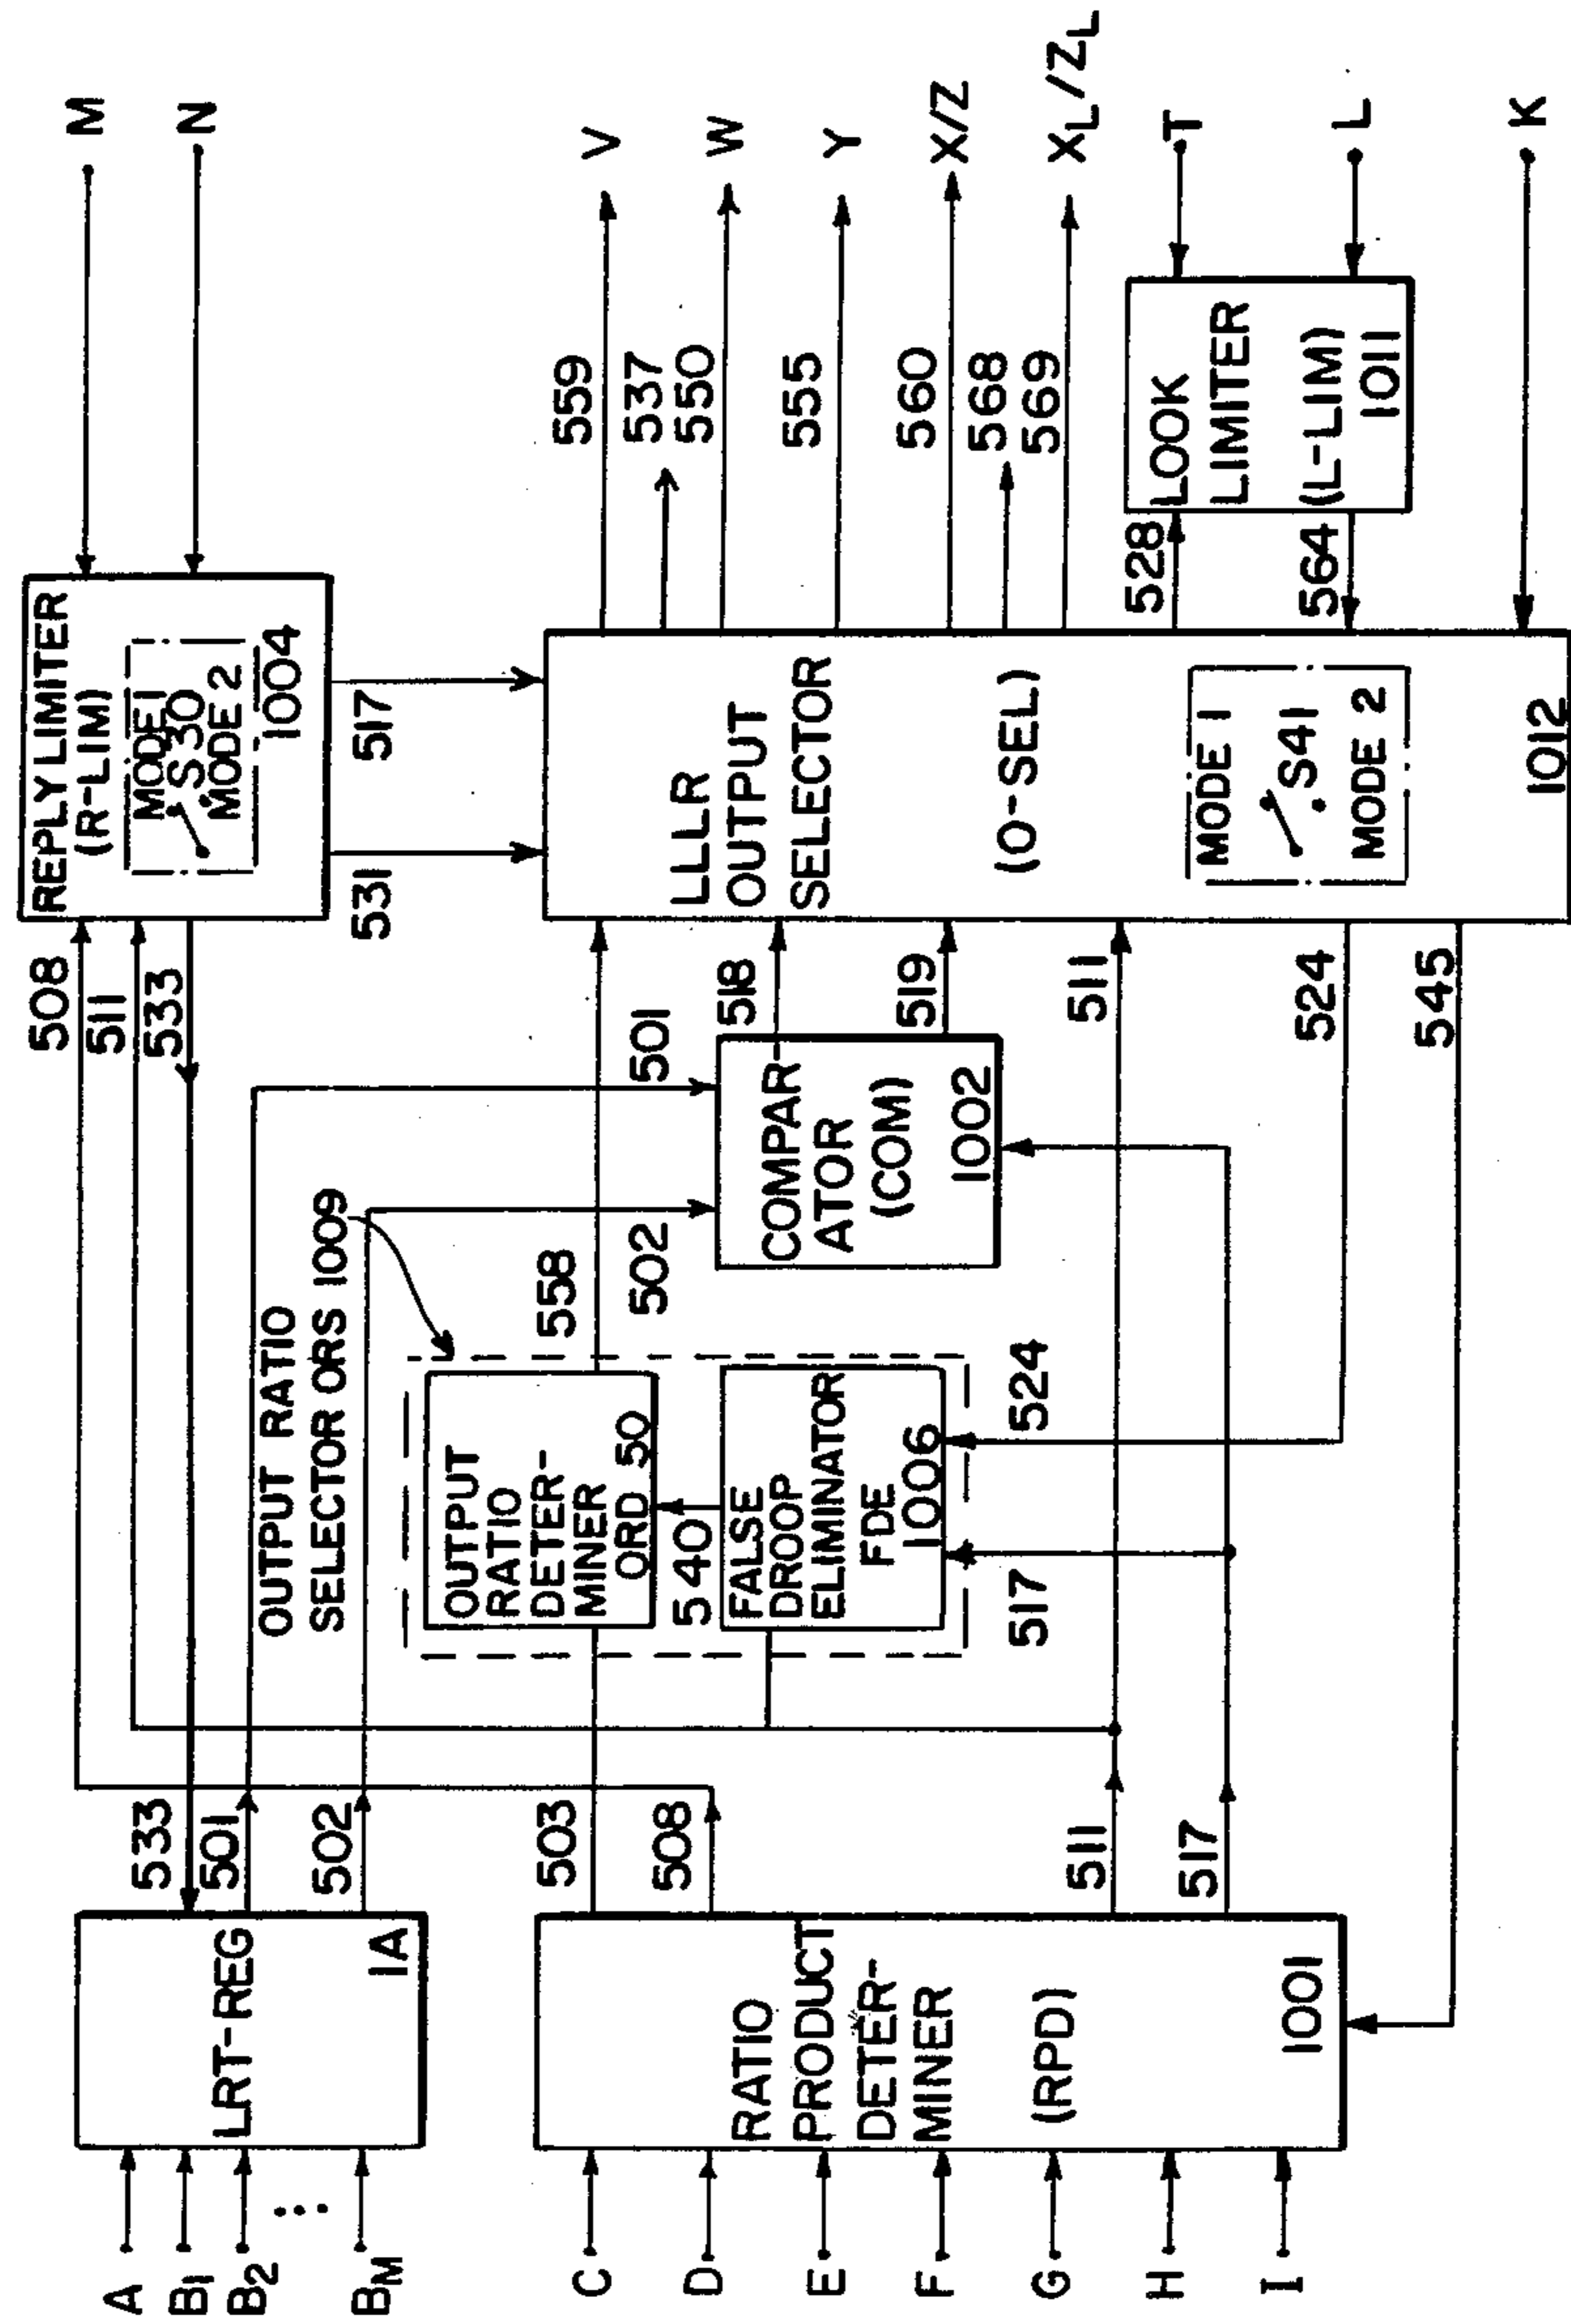 A
B1
B2
BM
C
D
E
F
G
H
I
LRT-REG
1A
RATIO
PRODUCT
DETER-
MINER
(RPD)
1001
533
501
502
503
508
511
517
OUTPUT RATIO
SELECTOR ORS 1009
OUTPUT
RATIO
DETER-
MINER
ORD 50
540
FALSE
DROOP
ELIMINATOR
FDE
1006
517
524
558
502
501
COMPAR-
ATOR
(COM)
1002
508
511
533
518
519
511
524
545
REPLY LIMITER
(R-LIM)
MODE 1
S30
MODE 2
1004
531
517
LLLR
OUTPUT
SELECTOR
(O-SEL)
MODE 1
S41
MODE 2
1012
559
537
550
555
560
568
569
528
564
LOOK
LIMITER
(L-LIM)
1011
M
N
V
W
Y
X/Z
XL/ZL
T
L
K